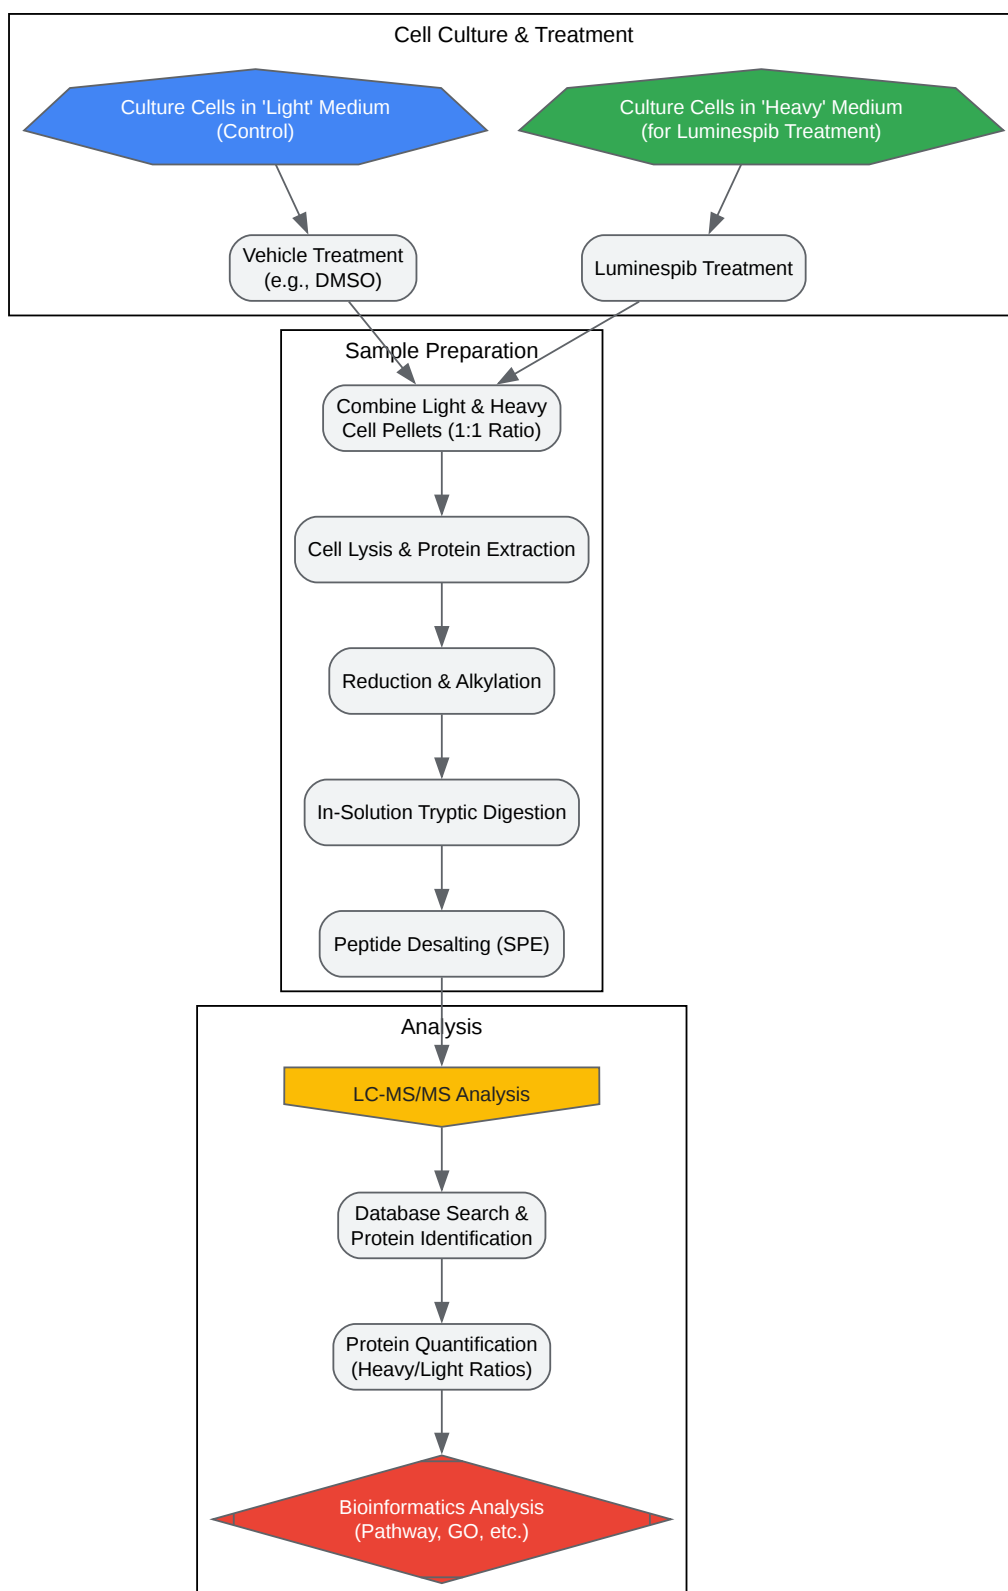 Cell Culture & Treatment
Culture Cells in 'Light' Medium
(Control)
Culture Cells in 'Heavy' Medium
(for Luminespib Treatment)
Vehicle Treatment
(e.g., DMSO)
Luminespib Treatment
Sample Preparation
Combine Light & Heavy
Cell Pellets (1:1 Ratio)
Cell Lysis & Protein Extraction
Reduction & Alkylation
In-Solution Tryptic Digestion
Peptide Desalting (SPE)
Analysis
LC-MS/MS Analysis
Database Search &
Protein Identification
Protein Quantification
(Heavy/Light Ratios)
Bioinformatics Analysis
(Pathway, GO, etc.)